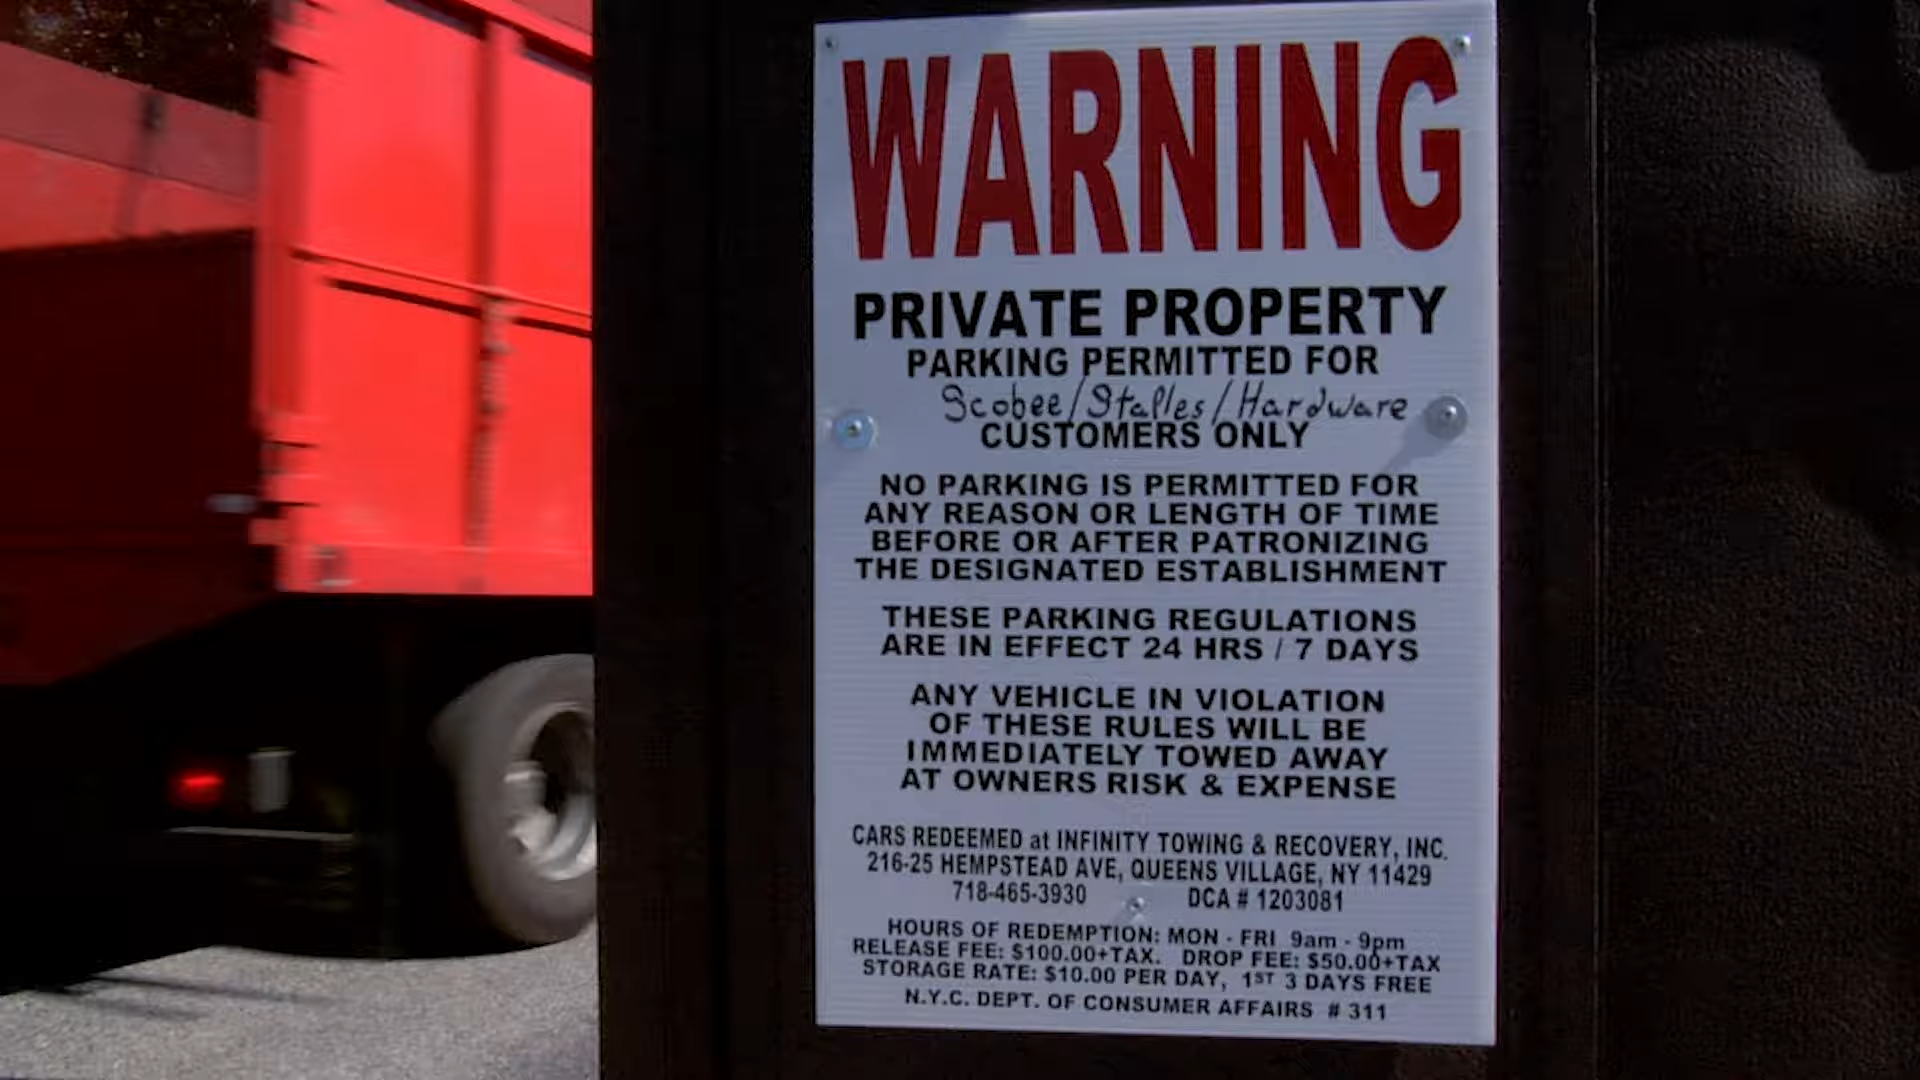 WARNING
PRIVATE PROPERTY
PARKING PERMITTED FOR
Scobee/Stalles/Hardware
CUSTOMERS ONLY
NO PARKING IS PERMITTED FOR
ANY REASON OR LENGTH OF TIME
BEFORE OR AFTER PATRONIZING
THE DESIGNATED ESTABLISHMENT
THESE PARKING REGULATIONS
ARE IN EFFECT 24 HRS / 7 DAYS
ANY VEHICLE IN VIOLATION
OF THESE RULES WILL BE
IMMEDIATELY TOWED AWAY
AT OWNERS RISK & EXPENSE
CARS REDEEMED at INFINITY TOWING & RECOVERY, INC.
216-25 HEMPSTEAD AVE, QUEENS VILLAGE, NY 11429
718-465-3930 DCA # 1203081
HOURS OF REDEMPTION: MON - FRI 9am - 9pm
RELEASE FEE: $100.00+TAX. DROP FEE: $50.00+TAX
STORAGE RATE: $10.00 PER DAY, 1ST 3 DAYS FREE
N.Y.C. DEPT. OF CONSUMER AFFAIRS # 311